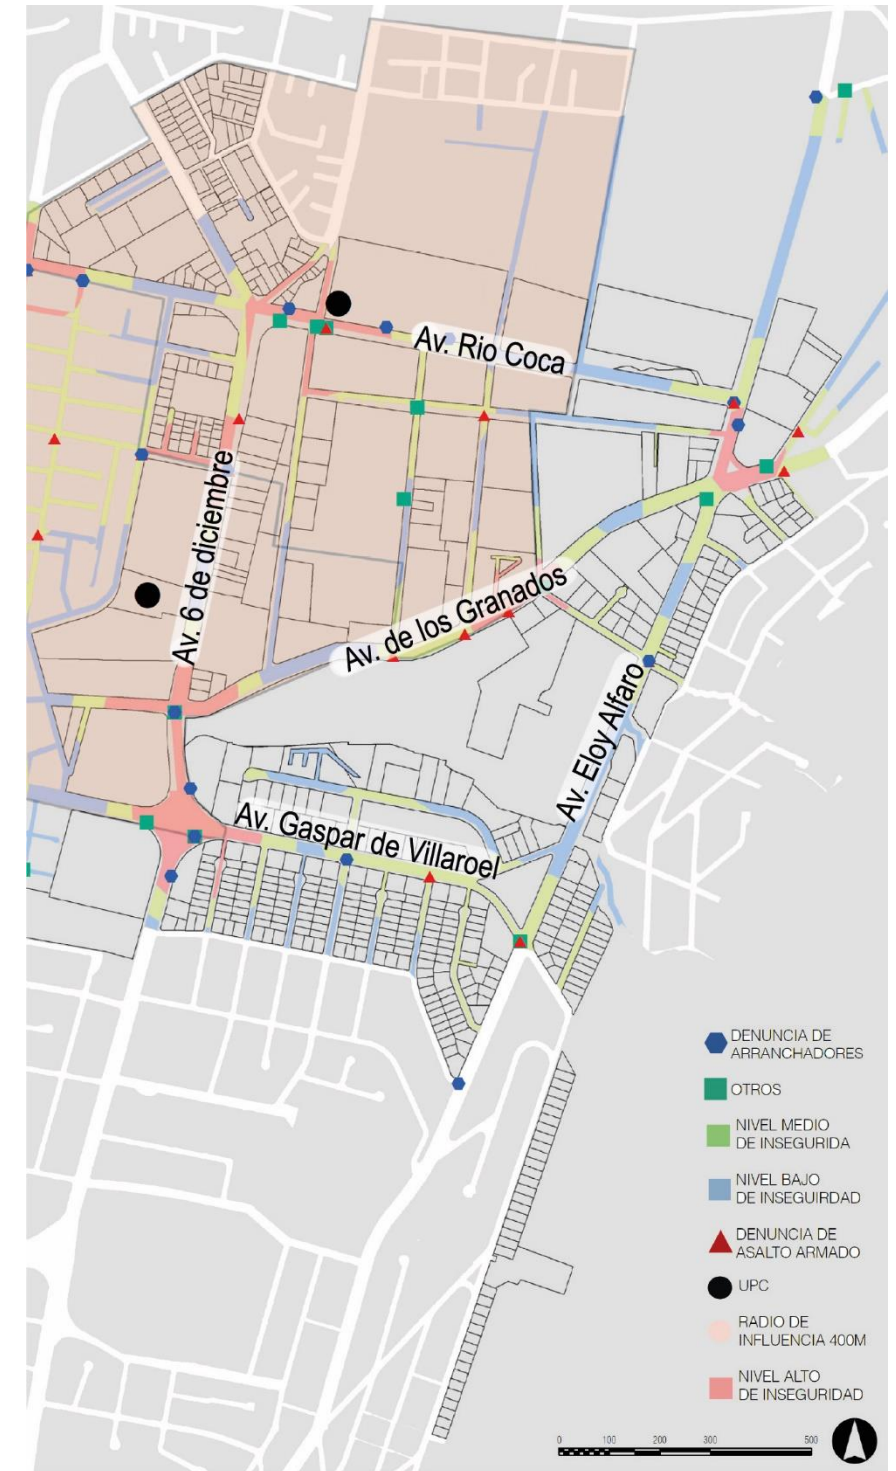 Av. Rio Coca
Av. 6 de diciembre
Av. de los Granados
Av. Eloy Alfaro
Av. Gaspar de Villaroel
DENUNCIA DE
ARRANCHADORES
OTROS
NIVEL MEDIO
DE INSEGURIDA
NIVEL BAJO
DE INSEGUIRDAD
DENUNCIA DE
ASALTO ARMADO
UPC
RADIO DE
INFLUENCIA 400M
NIVEL ALTO
DE INSEGURIDAD
0 100 200 300 500